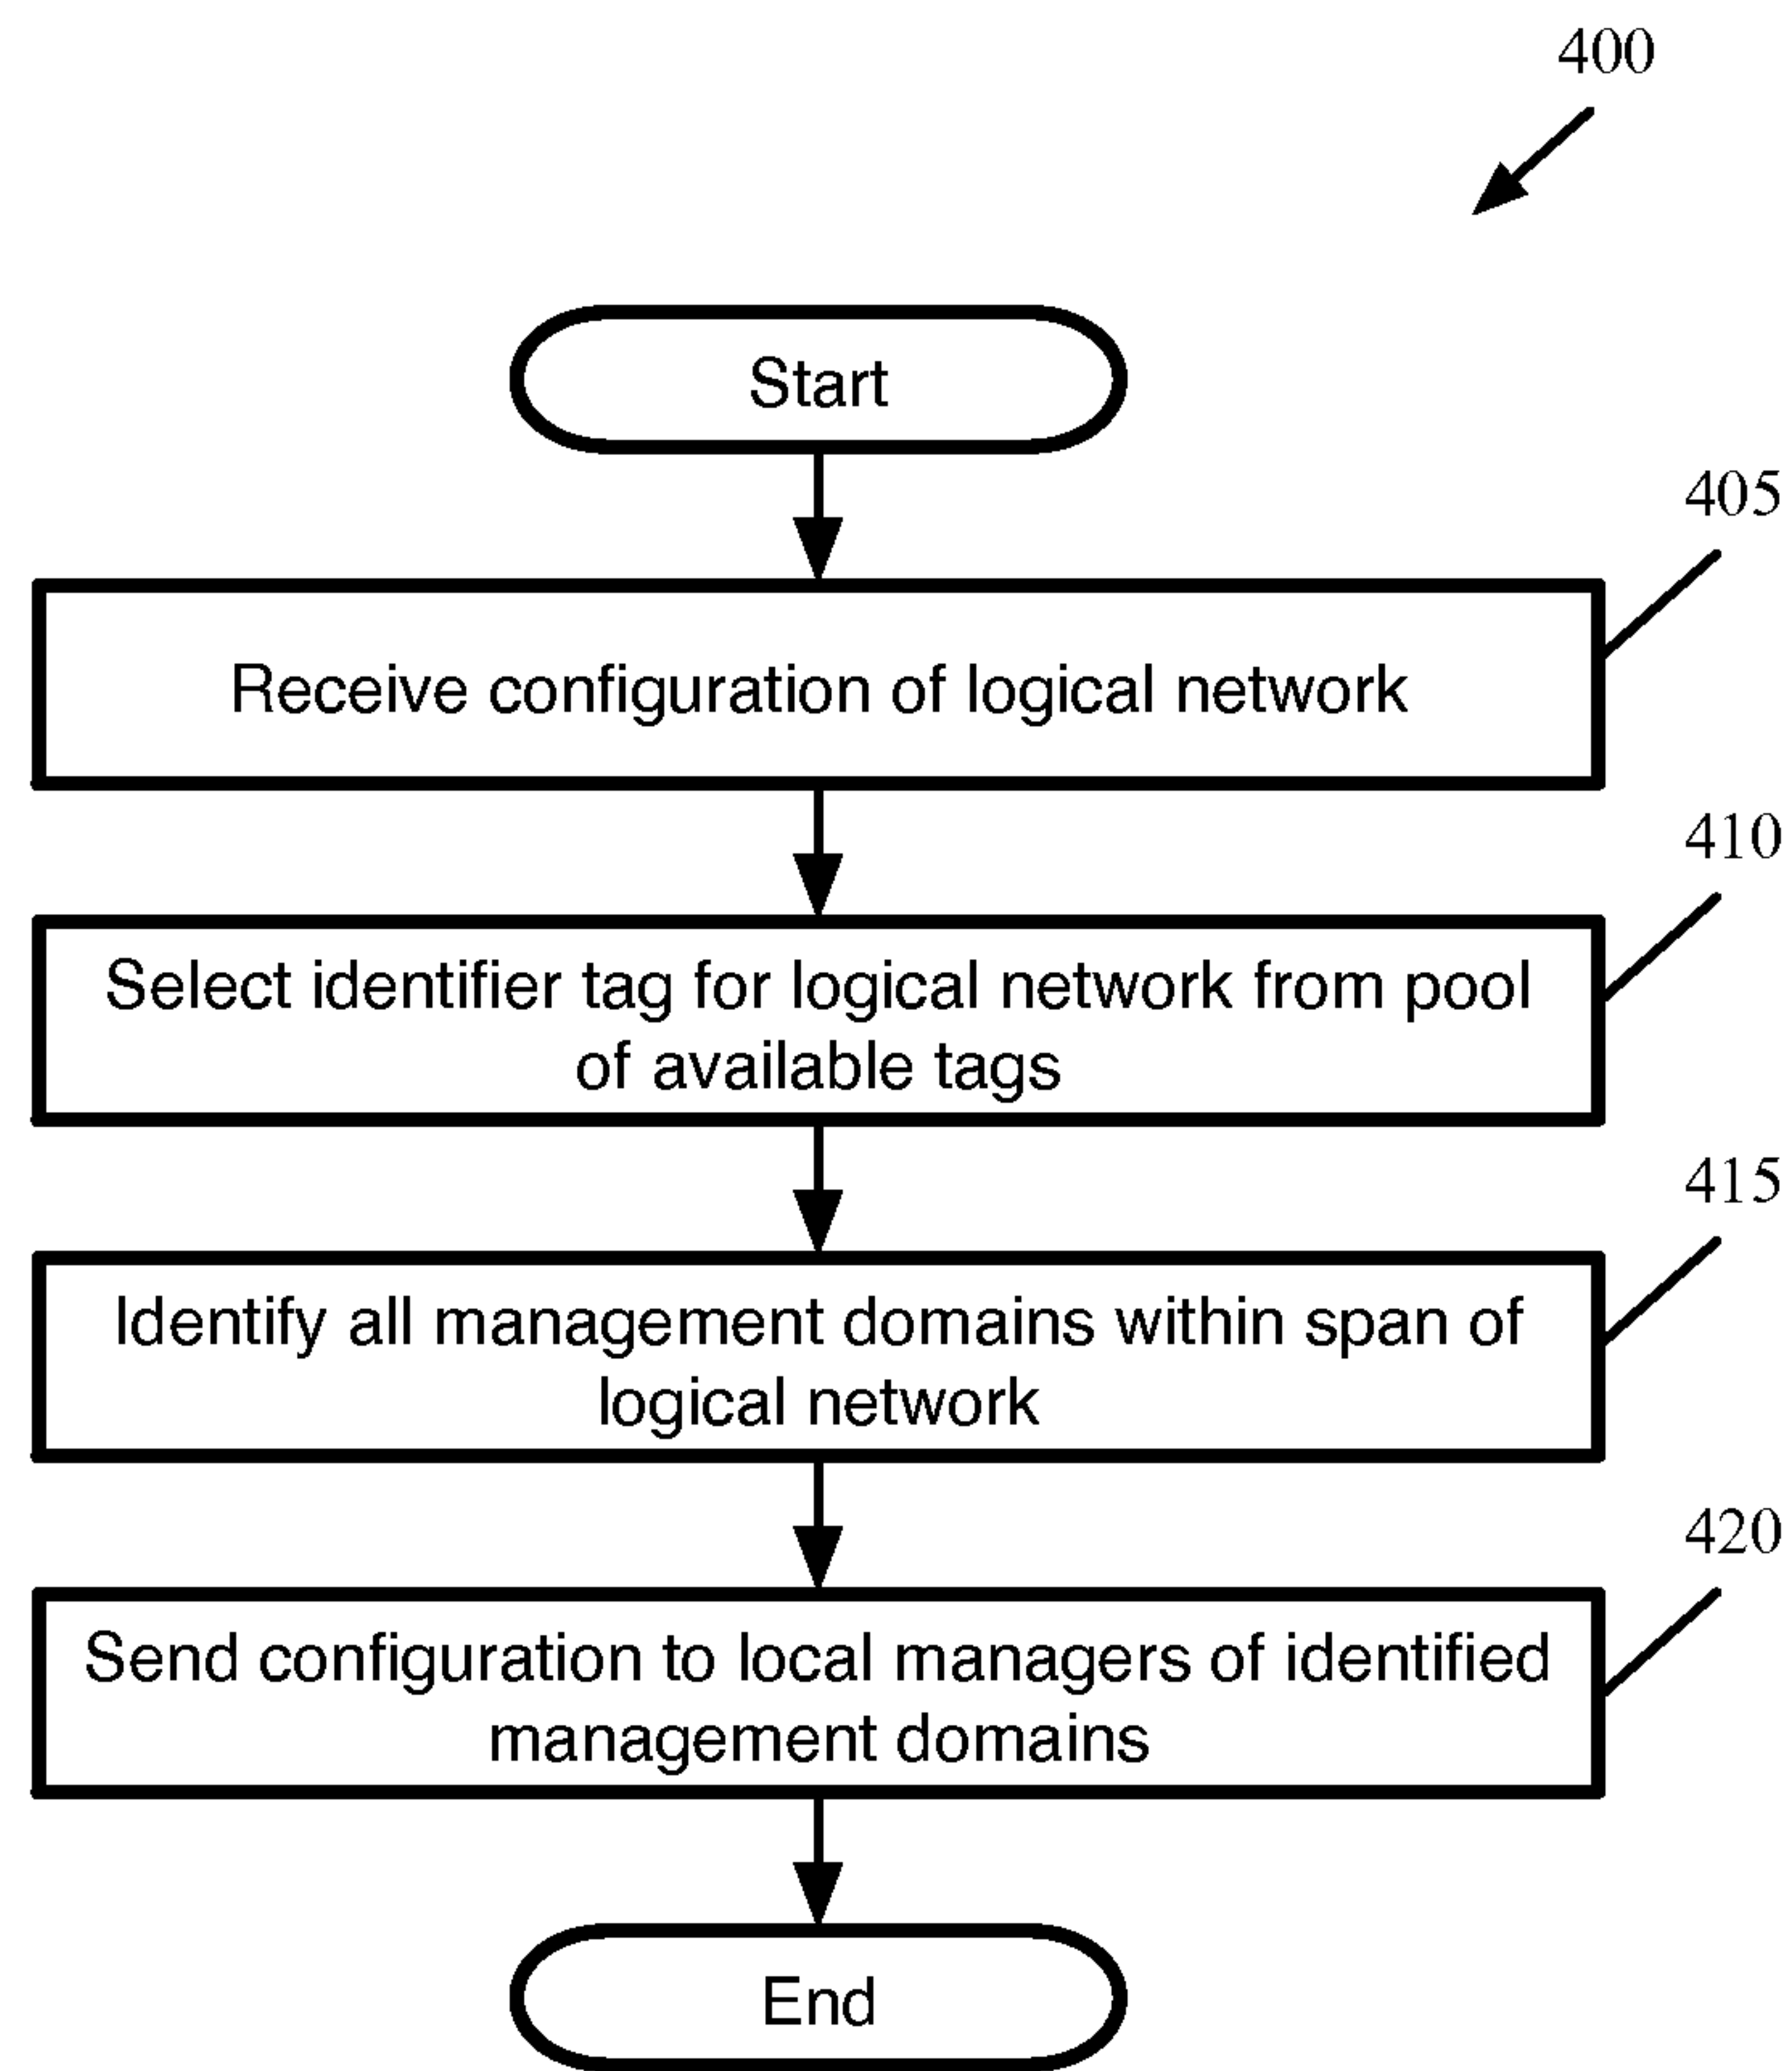 400
Start
405
Receive configuration of logical network
410
Select identifier tag for logical network from pool
of available tags
415
Identify all management domains within span of
logical network
420
Send configuration to local managers of identified
management domains
End